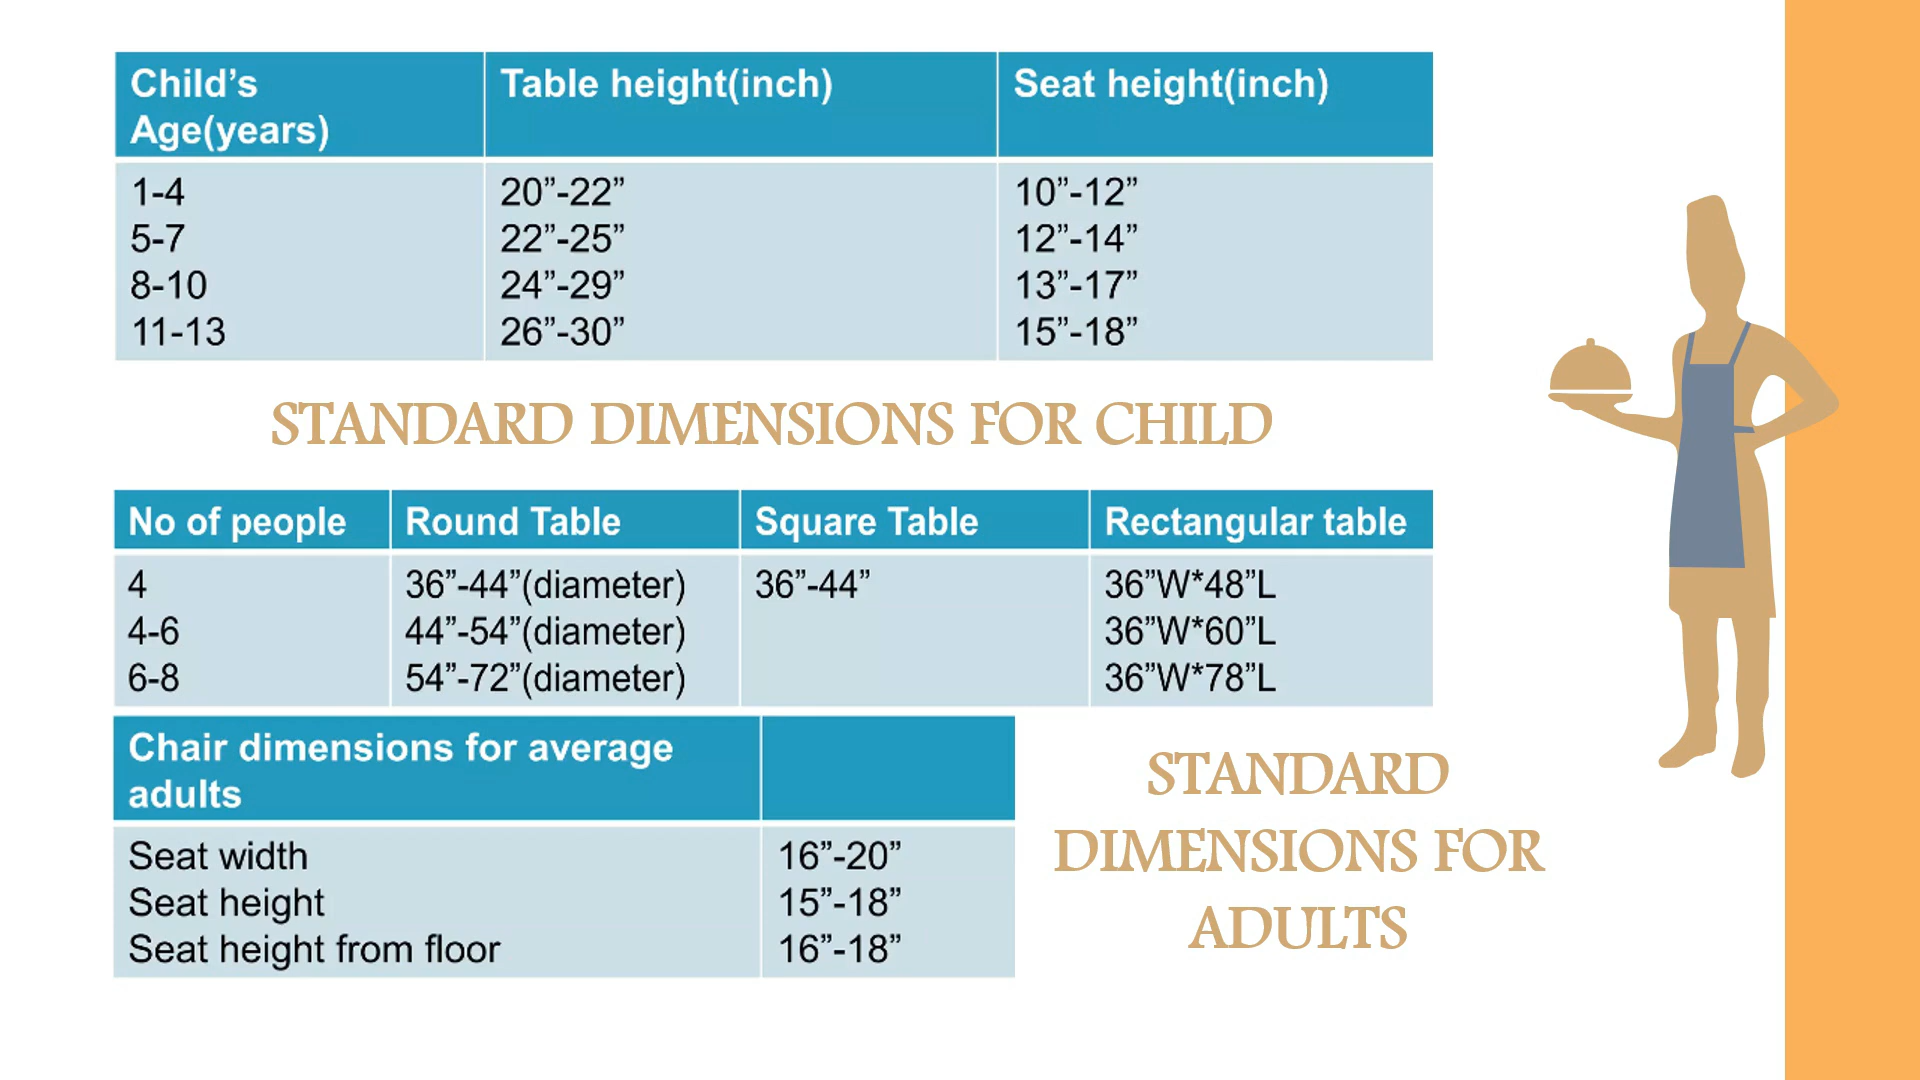 Child’s Age(years) Table height(inch) Seat height(inch)
1-4 20”-22” 10”-12”
5-7 22”-25” 12”-14”
8-10 24”-29” 13”-17”
11-13 26”-30” 15”-18”
STANDARD DIMENSIONS FOR CHILD
No of people Round Table Square Table Rectangular table
4 36”-44”(diameter) 36”-44” 36”W*48”L
4-6 44”-54”(diameter) 36”W*60”L
6-8 54”-72”(diameter) 36”W*78”L
Chair dimensions for average
adults
Seat width 16”-20”
Seat height 15”-18”
Seat height from floor 16”-18”
STANDARD
DIMENSIONS FOR
ADULTS